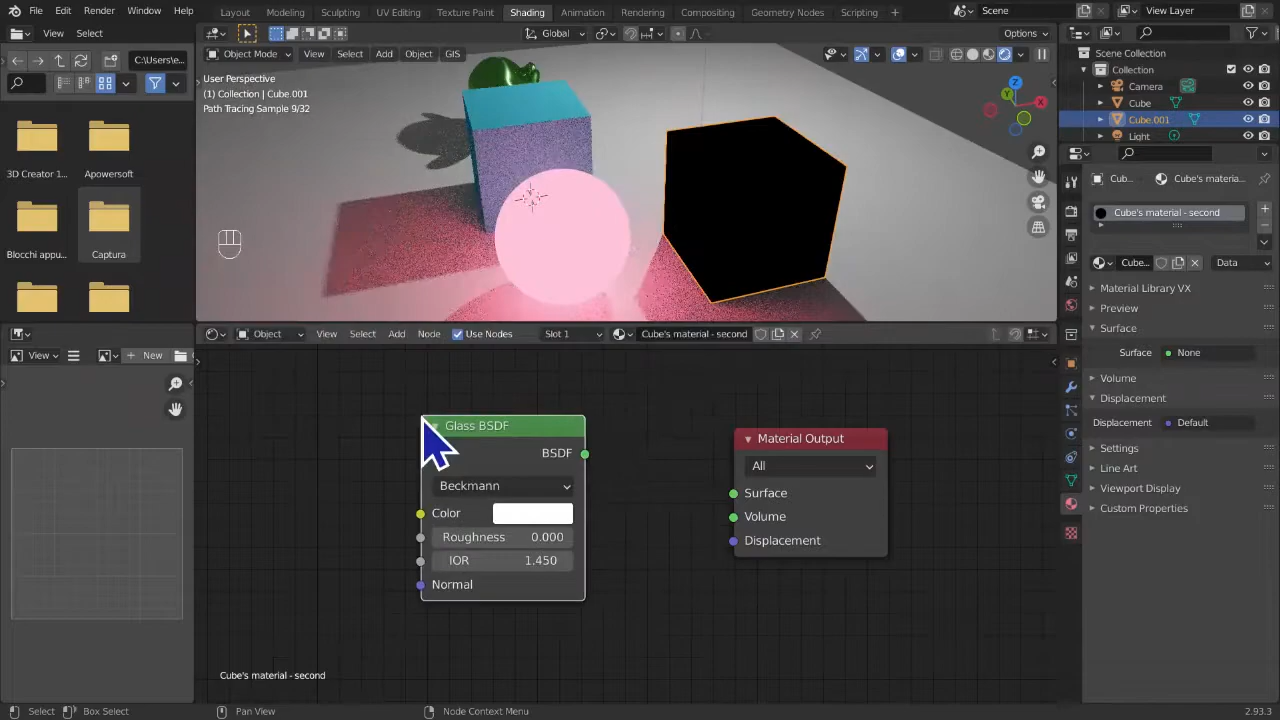 File Edit Render Window Help
Layout Modeling Sculpting UV Editing Texture Paint Shading Animation Rendering Compositing Geometry Nodes Scripting +
Scene
View Layer
View Select
C:\Users\e...
3D Creator 1...
Apowersoft
Blocchi appu...
Captura
Global
Options
Object Mode View Select Add Object GIS
User Perspective
(1) Collection | Cube.001
Path Tracing Sample 9/32
Z
Y
X
Scene Collection
Collection
Camera
Cube
Cube.001
Light
Cub...
Cube's materia...
Cube's material - second
Cube...
Data
Material Library VX
Preview
Surface
Surface
None
Volume
Displacement
Displacement
Default
Settings
Line Art
Viewport Display
Custom Properties
View
New
Object View Select Add Node Use Nodes Slot 1 Cube's material - second
Glass BSDF
BSDF
Beckmann
Color
Roughness 0.000
IOR 1.450
Normal
Material Output
All
Surface
Volume
Displacement
Cube's material - second
Select Box Select Pan View Node Context Menu 2.93.3